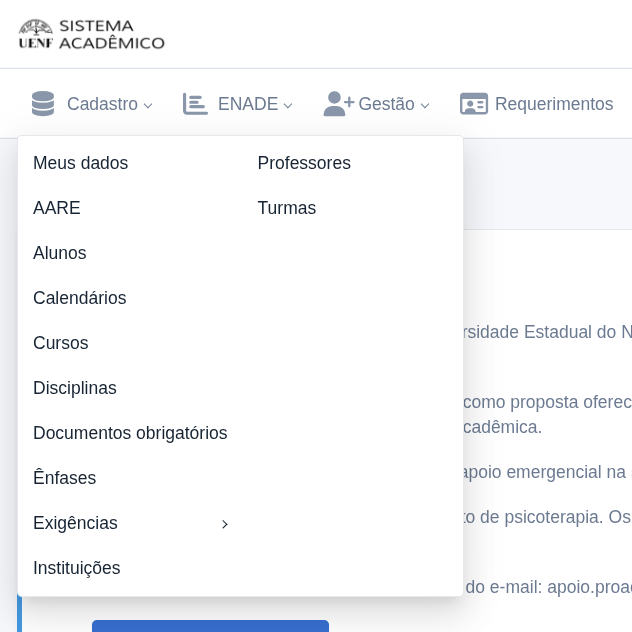 UENF SISTEMA
ACADÊMICO
Cadastro ENADE Gestão Requerimentos
Meus dados
AARE
Alunos
Calendários
Cursos
Disciplinas
Documentos obrigatórios
Ênfases
Exigências
Instituições
Professores
Turmas
rsidade Estadual do N
como proposta oferec
cadêmica.
apoio emergencial na
to de psicoterapia. Os
do e-mail: apoio.proa